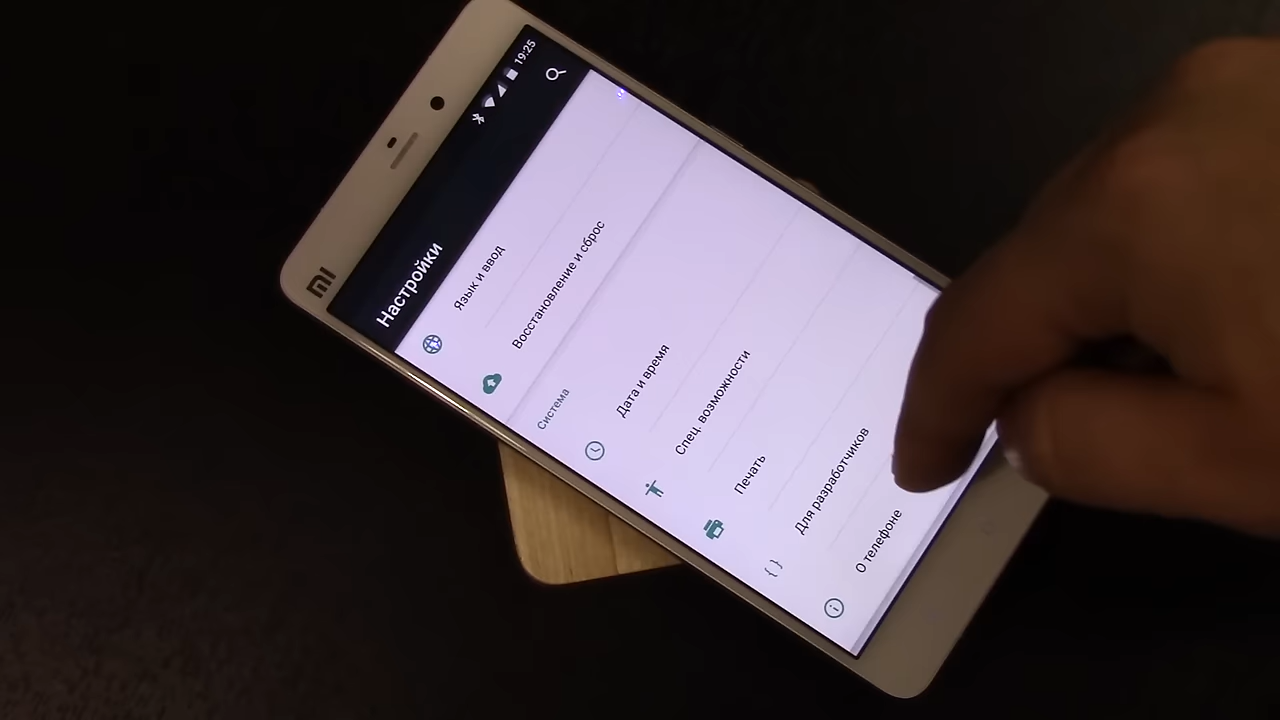 19:25
Настройки
Язык и ввод
Восстановление и сброс
Система
Дата и время
Спец. возможности
Печать
{ } Для разработчиков
О телефоне
MI